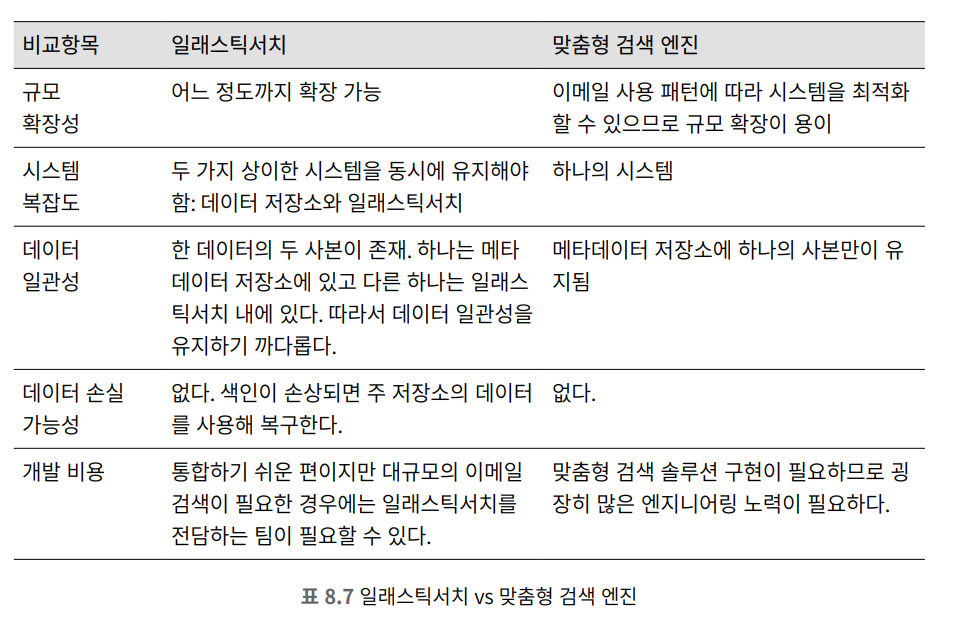 비교항목 일래스틱서치 맞춤형 검색 엔진
규모 어느 정도까지 확장 가능 이메일 사용 패턴에 따라 시스템을 최적화
확장성 할 수 있으므로 규모 확장이 용이
시스템 두 가지 상이한 시스템을 동시에 유지해야 하나의 시스템
복잡도 함: 데이터 저장소와 일래스틱서치
데이터 한 데이터의 두 사본이 존재. 하나는 메타 메타데이터 저장소에 하나의 사본만이 유
일관성 데이터 저장소에 있고 다른 하나는 일래스 지됨
틱서치 내에 있다. 따라서 데이터 일관성을
유지하기 까다롭다.
데이터 손실 없다. 색인이 손상되면 주 저장소의 데이터 없다.
가능성 를 사용해 복구한다.
개발 비용 통합하기 쉬운 편이지만 대규모의 이메일 맞춤형 검색 솔루션 구현이 필요하므로 굉
검색이 필요한 경우에는 일래스틱서치를 장히 많은 엔지니어링 노력이 필요하다.
전담하는 팀이 필요할 수 있다.
표 8.7 일래스틱서치 vs 맞춤형 검색 엔진